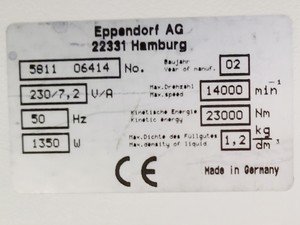 Eppendorf AG
22331 Hamburg
5811 06414 No. Baujahr Year of manuf. 02
230/7,2 V/A Max.Drehzahl Max.speed 14000 min⁻¹
50 Hz Kinetische Energie Kinetic energy 23000 Nm
1350 W Max.Dichte des Füllgutes Max.density of liquid 1,2 kg/dm³
CE Made in Germany